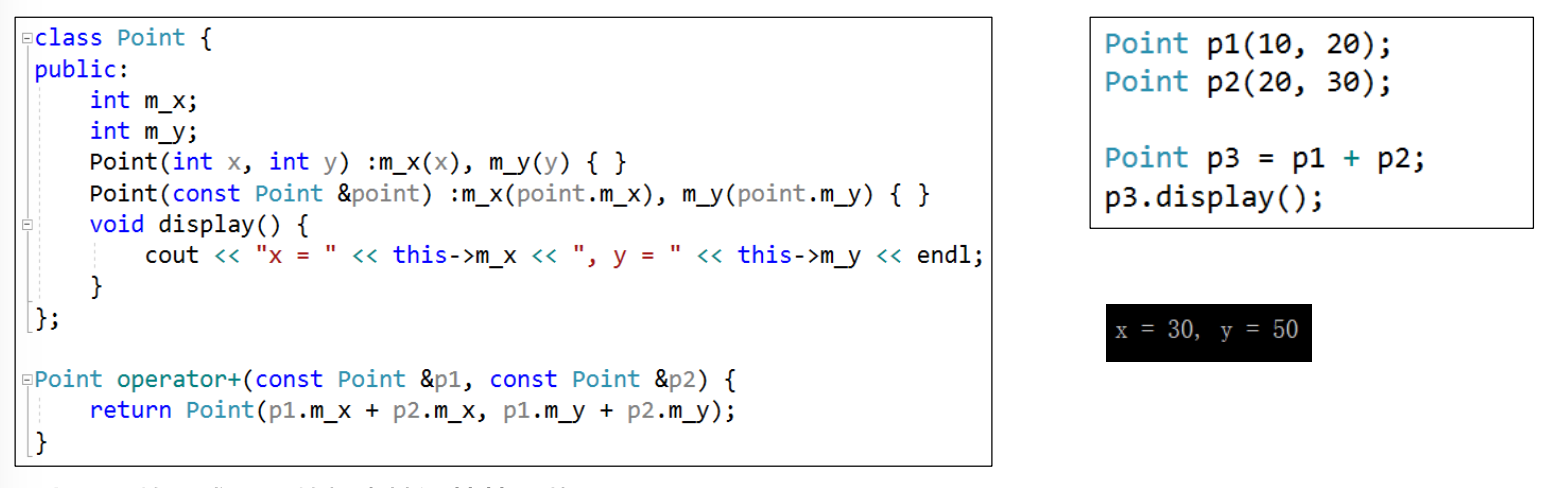 class Point {
public:
    int m_x;
    int m_y;
    Point(int x, int y) :m_x(x), m_y(y) { }
    Point(const Point &point) :m_x(point.m_x), m_y(point.m_y) { }
    void display() {
        cout << "x = " << this->m_x << ", y = " << this->m_y << endl;
    }
};

Point operator+(const Point &p1, const Point &p2) {
    return Point(p1.m_x + p2.m_x, p1.m_y + p2.m_y);
}
Point p1(10, 20);
Point p2(20, 30);

Point p3 = p1 + p2;
p3.display();
x = 30, y = 50